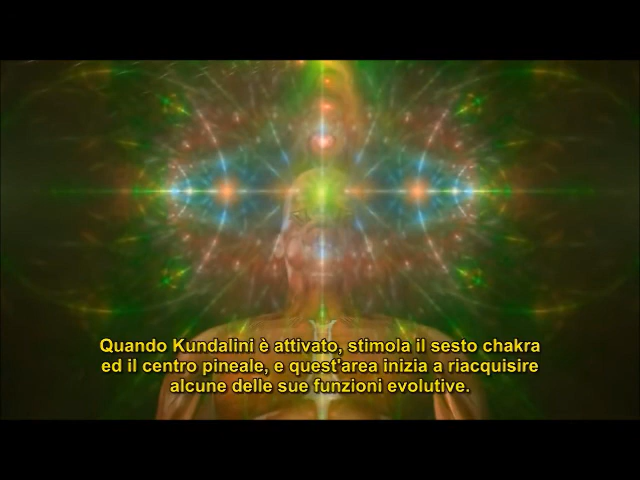 Quando Kundalini è attivato, stimola il sesto chakra
ed il centro pineale, e quest'area inizia a riacquisire
alcune delle sue funzioni evolutive.